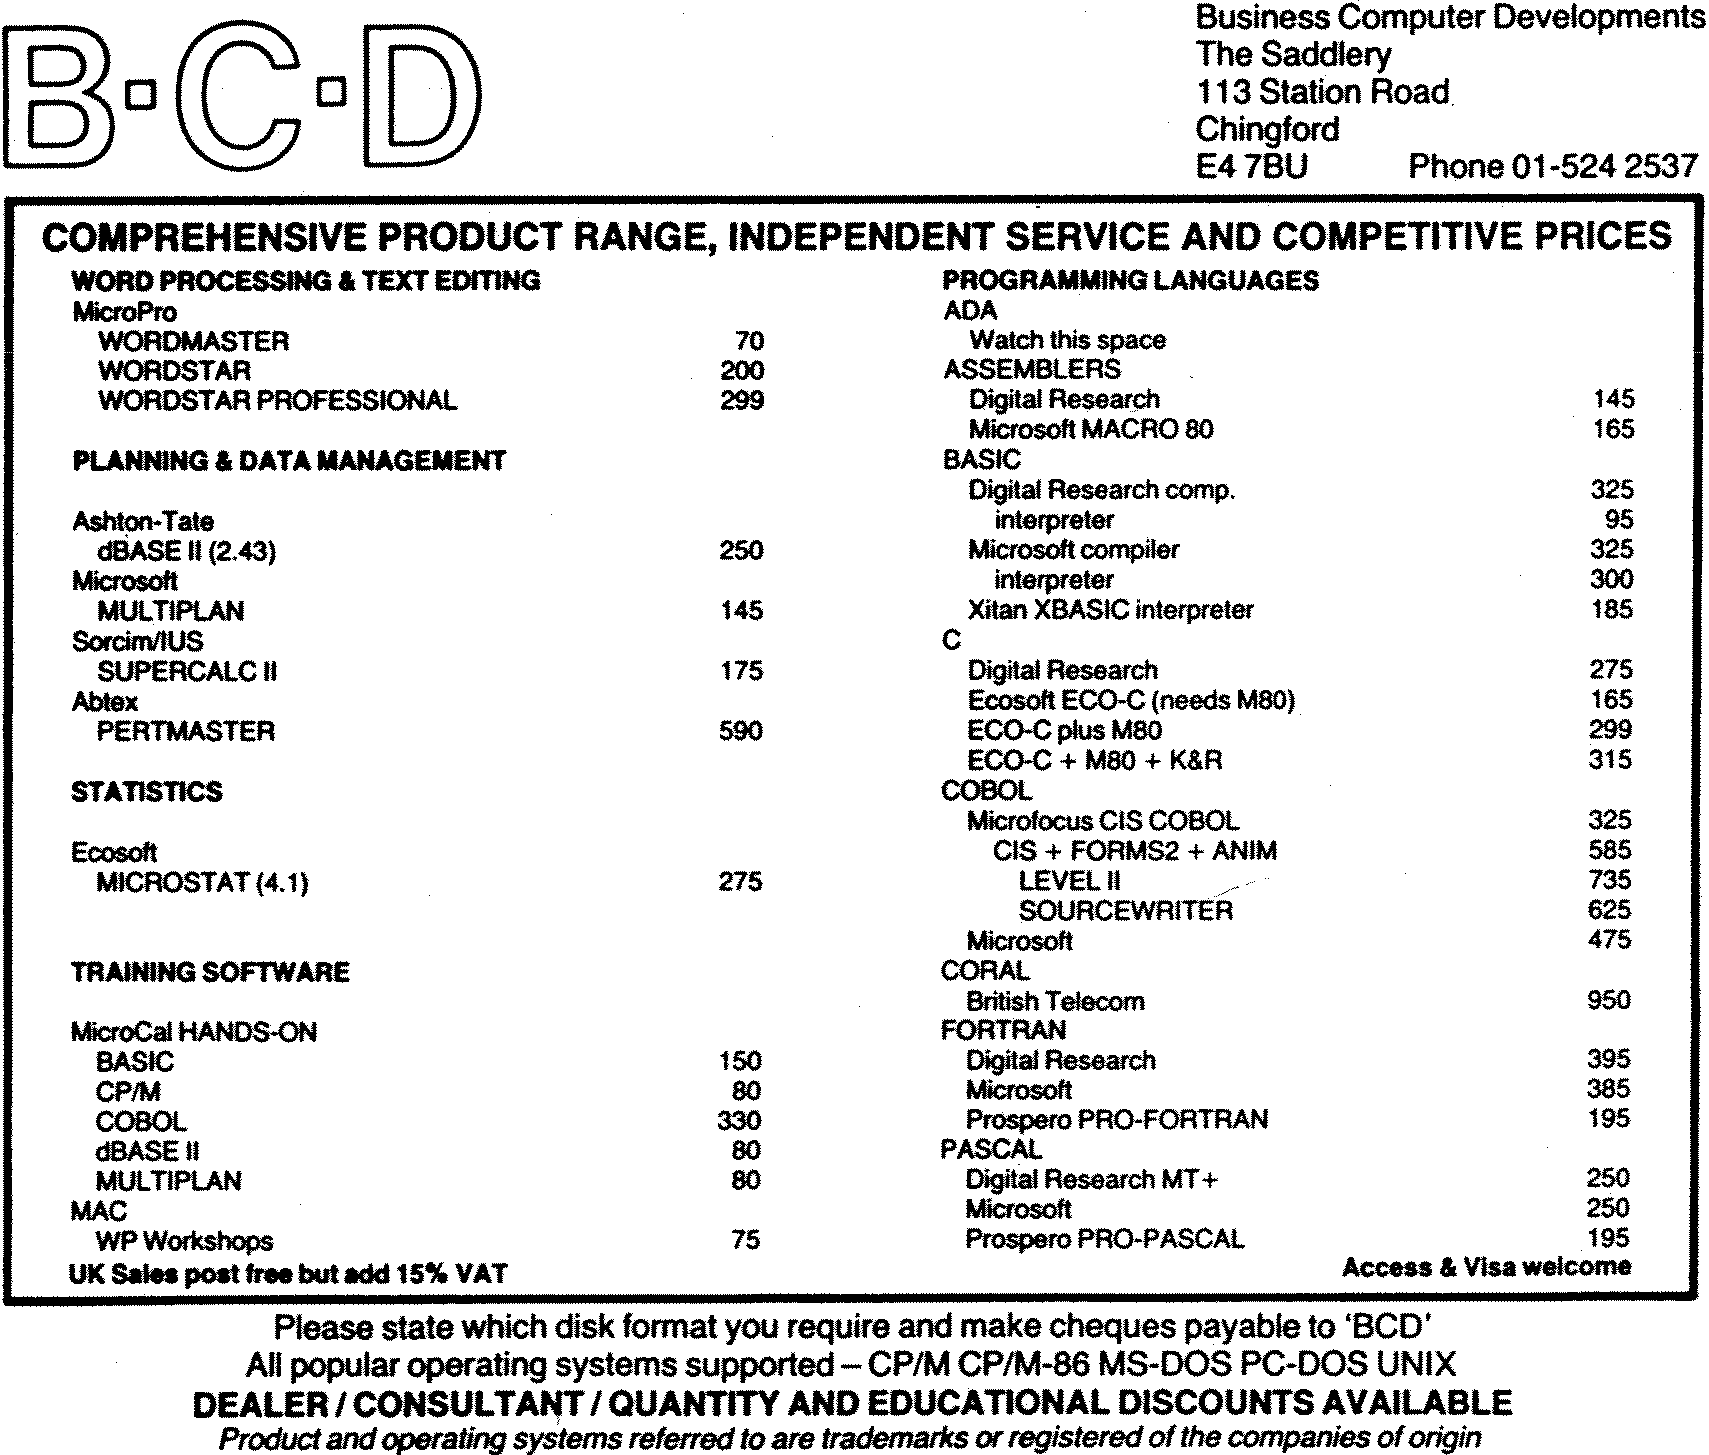 B·C·D
Business Computer Developments
The Saddlery
113 Station Road
Chingford
E4 7BU Phone 01-524 2537
COMPREHENSIVE PRODUCT RANGE, INDEPENDENT SERVICE AND COMPETITIVE PRICES
WORD PROCESSING & TEXT EDITING
MicroPro
WORDMASTER 70
WORDSTAR 200
WORDSTAR PROFESSIONAL 299
PLANNING & DATA MANAGEMENT
Ashton-Tate
dBASE II (2.43) 250
Microsoft
MULTIPLAN 145
Sorcim/IUS
SUPERCALC II 175
Abtex
PERTMASTER 590
STATISTICS
Ecosoft
MICROSTAT (4.1) 275
TRAINING SOFTWARE
MicroCal HANDS-ON
BASIC 150
CP/M 80
COBOL 330
dBASE II 80
MULTIPLAN 80
MAC
WP Workshops 75
UK Sales post free but add 15% VAT
PROGRAMMING LANGUAGES
ADA
Watch this space
ASSEMBLERS
Digital Research 145
Microsoft MACRO 80 165
BASIC
Digital Research comp. 325
interpreter 95
Microsoft compiler 325
interpreter 300
Xitan XBASIC interpreter 185
C
Digital Research 275
Ecosoft ECO-C (needs M80) 165
ECO-C plus M80 299
ECO-C + M80 + K&R 315
COBOL
Microfocus CIS COBOL 325
CIS + FORMS2 + ANIM 585
LEVEL II 735
SOURCEWRITER 625
Microsoft 475
CORAL
British Telecom 950
FORTRAN
Digital Research 395
Microsoft 385
Prospero PRO-FORTRAN 195
PASCAL
Digital Research MT+ 250
Microsoft 250
Prospero PRO-PASCAL 195
Access & Visa welcome
Please state which disk format you require and make cheques payable to 'BCD'
All popular operating systems supported – CP/M CP/M-86 MS-DOS PC-DOS UNIX
DEALER / CONSULTANT / QUANTITY AND EDUCATIONAL DISCOUNTS AVAILABLE
Product and operating systems referred to are trademarks or registered of the companies of origin